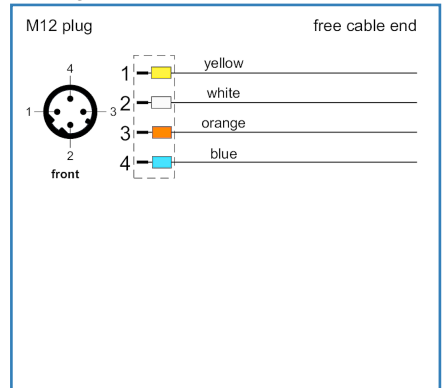 M12 plug free cable end
4
1 3
2
front
1 yellow
2 white
3 orange
4 blue